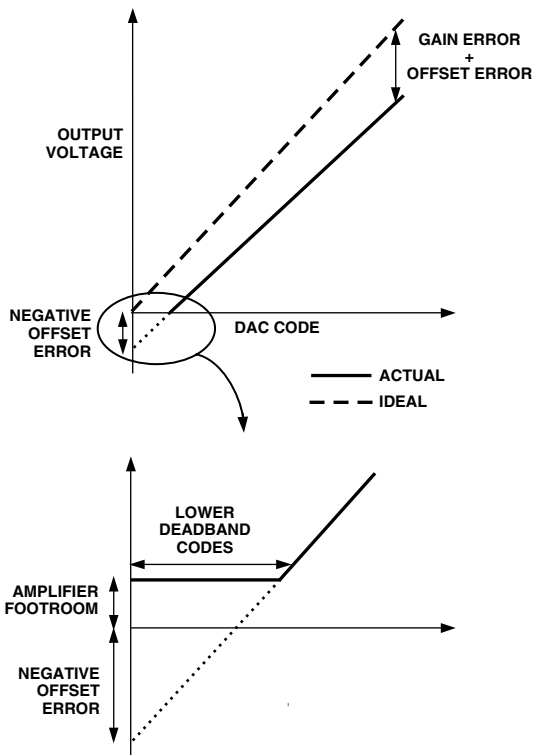 GAIN ERROR
+
OFFSET ERROR
OUTPUT
VOLTAGE
NEGATIVE
OFFSET
ERROR
DAC CODE
ACTUAL
IDEAL
LOWER
DEADBAND
CODES
AMPLIFIER
FOOTROOM
NEGATIVE
OFFSET
ERROR